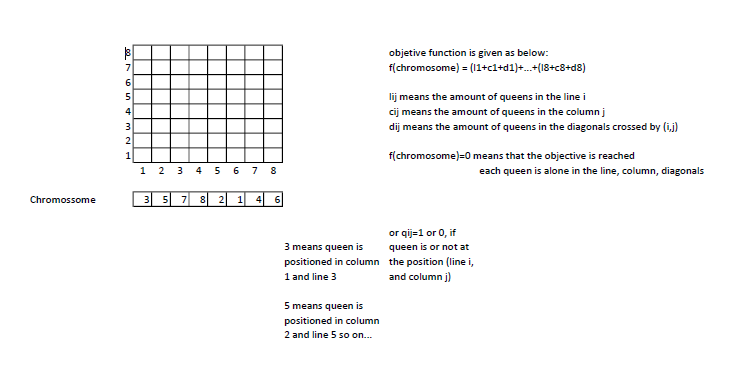 8
7
6
5
4
3
2
1
1 2 3 4 5 6 7 8
Chromossome 3 5 7 8 2 1 4 6
objetive function is given as below:
f(chromosome) = (l1+c1+d1)+...+(l8+c8+d8)
lij means the amount of queens in the line i
cij means the amount of queens in the column j
dij means the amount of queens in the diagonals crossed by (i,j)
f(chromosome)=0 means that the objective is reached
each queen is alone in the line, column, diagonals
3 means queen is
positioned in column
1 and line 3
5 means queen is
positioned in column
2 and line 5 so on...
or qij=1 or 0, if
queen is or not at
the position (line i,
and column j)